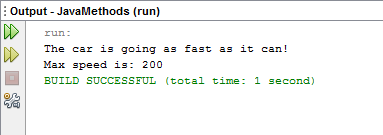 Output - JavaMethods (run)
run:
The car is going as fast as it can!
Max speed is: 200
BUILD SUCCESSFUL (total time: 1 second)